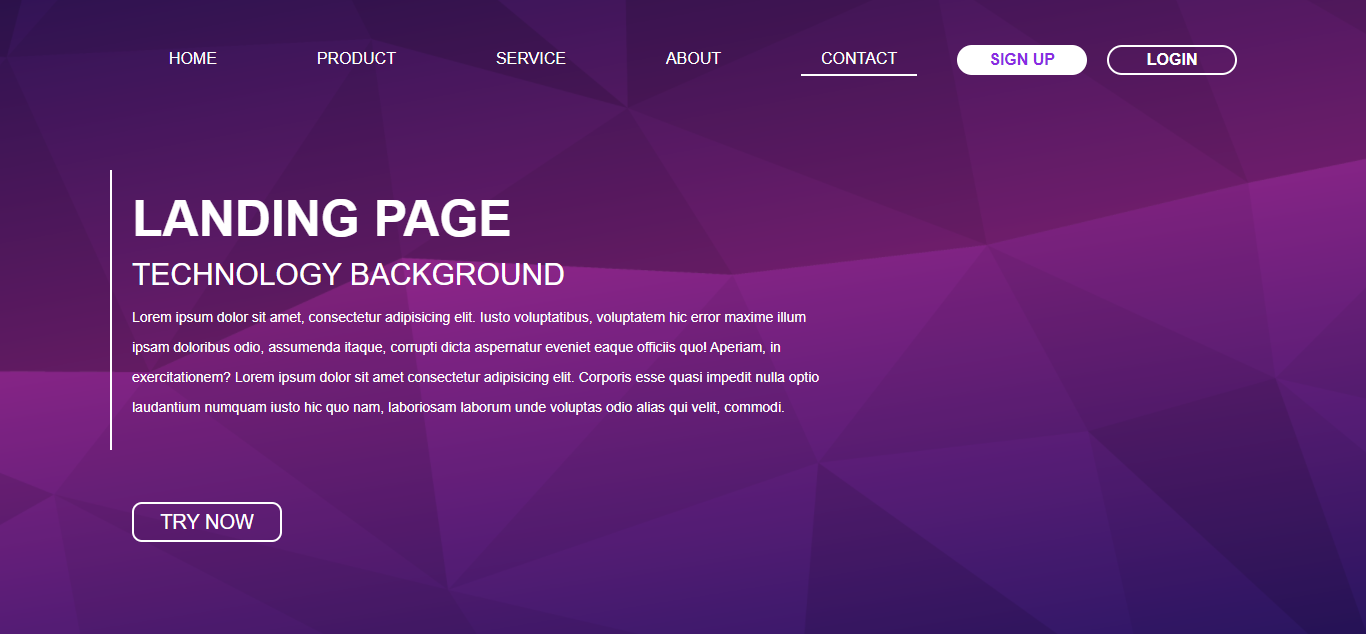 HOME PRODUCT SERVICE ABOUT CONTACT SIGN UP LOGIN
LANDING PAGE
TECHNOLOGY BACKGROUND
Lorem ipsum dolor sit amet, consectetur adipisicing elit. Iusto voluptatibus, voluptatem hic error maxime illum
ipsam doloribus odio, assumenda itaque, corrupti dicta aspernatur eveniet eaque officiis quo! Aperiam, in
exercitationem? Lorem ipsum dolor sit amet consectetur adipisicing elit. Corporis esse quasi impedit nulla optio
laudantium numquam iusto hic quo nam, laboriosam laborum unde voluptas odio alias qui velit, commodi.
TRY NOW